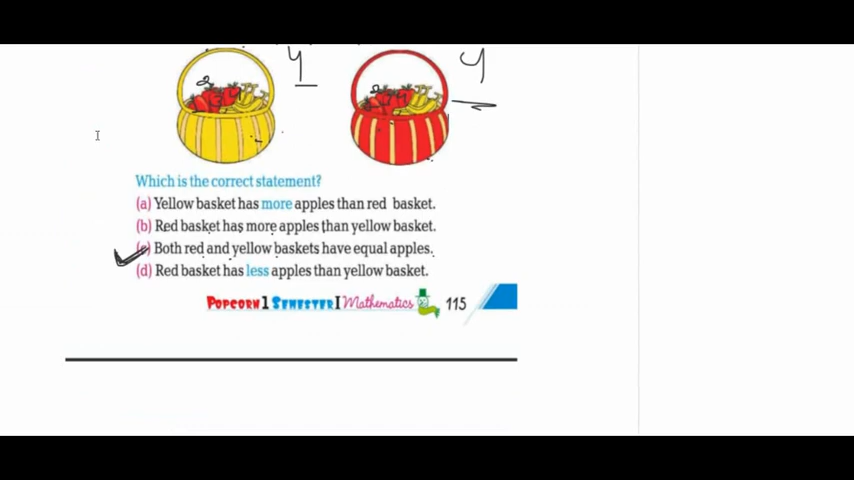 4 4
Which is the correct statement?
(a) Yellow basket has more apples than red basket.
(b) Red basket has more apples than yellow basket.
(c) Both red and yellow baskets have equal apples.
(d) Red basket has less apples than yellow basket.
POPCORN 1 SEMESTER I Mathematics 115